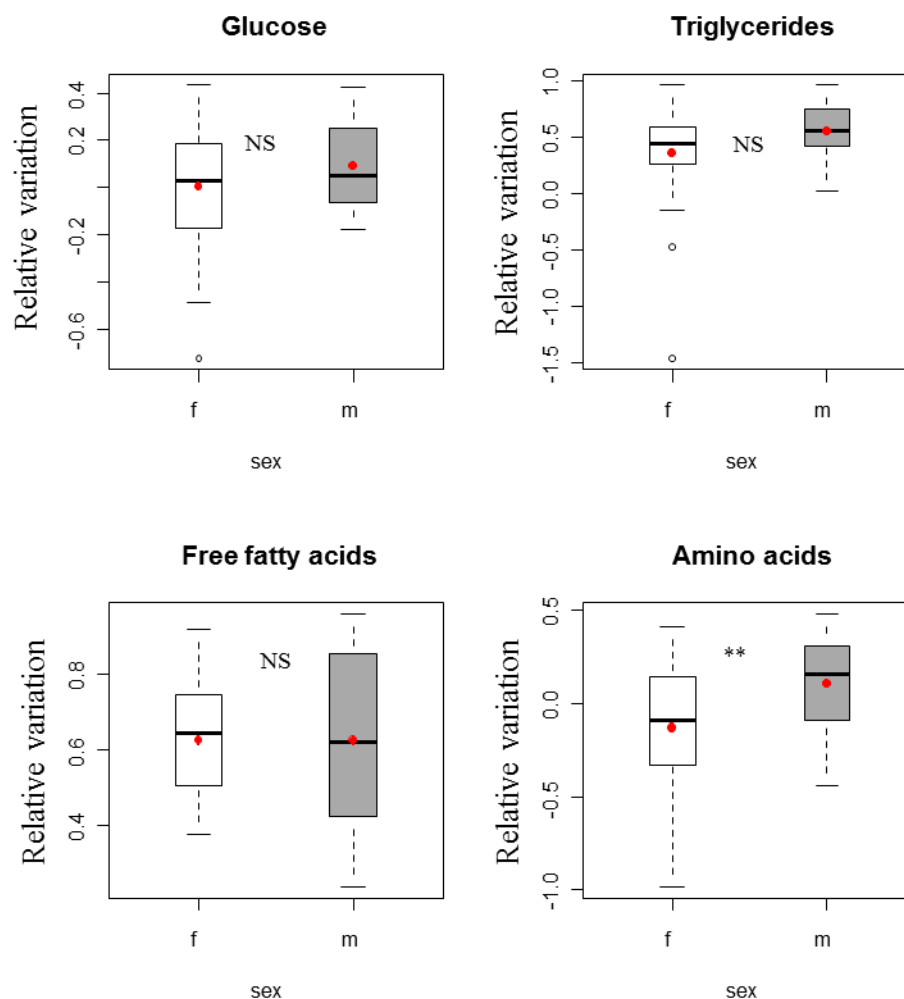 Glucose
Relative variation
0.4
0.2
-0.2
-0.6
NS
f
m
sex
Triglycerides
Relative variation
1.0
0.5
0.0
-0.5
-1.0
-1.5
NS
f
m
sex
Free fatty acids
Relative variation
0.8
0.6
0.4
NS
f
m
sex
Amino acids
Relative variation
0.5
0.0
-0.5
-1.0
**
f
m
sex